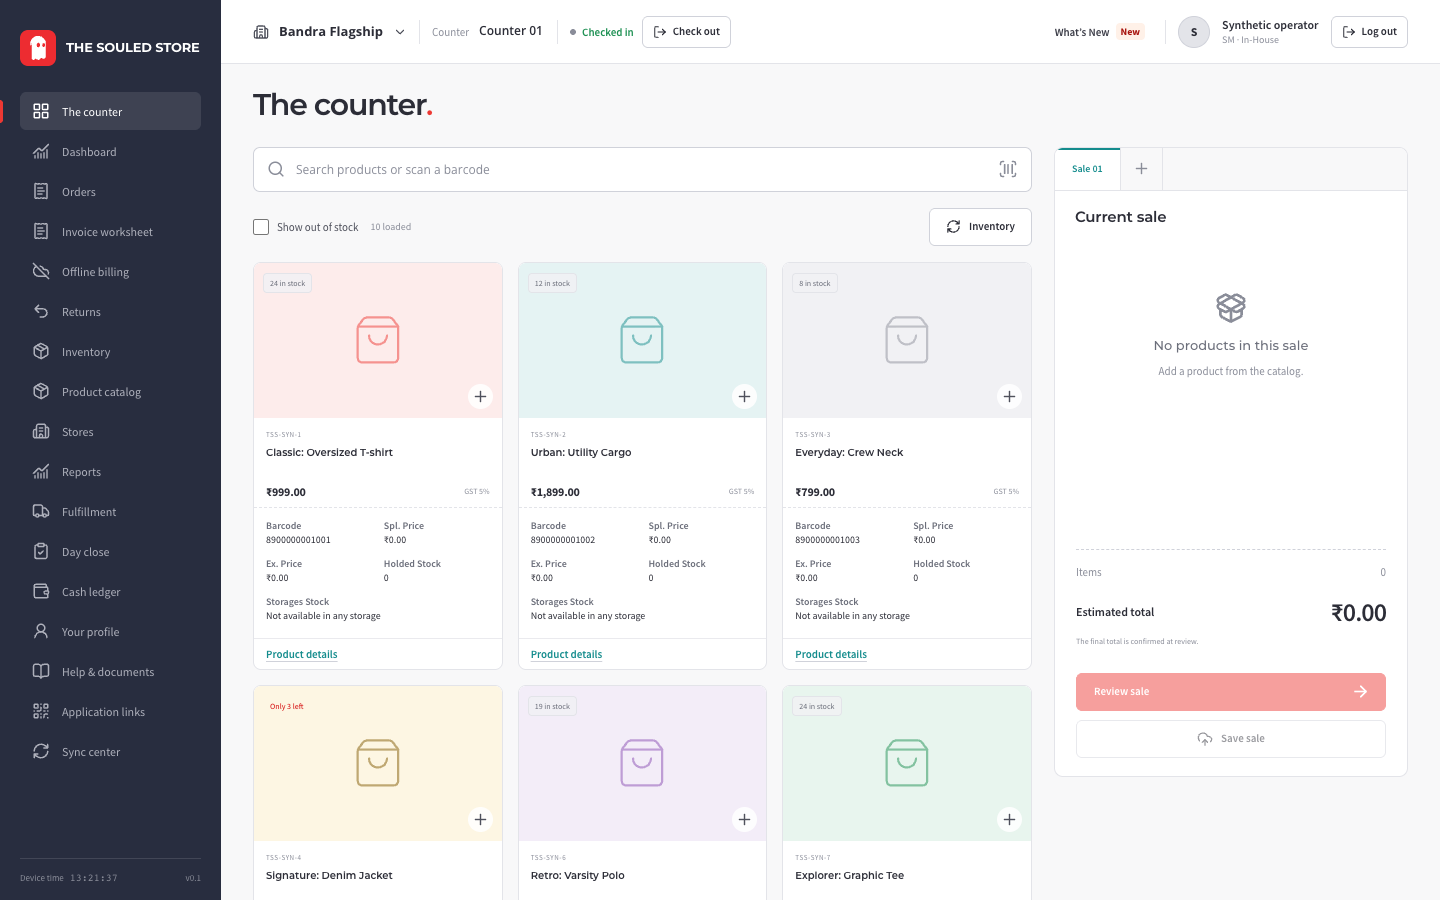 THE SOULED STORE
The counter
Dashboard
Orders
Invoice worksheet
Offline billing
Returns
Inventory
Product catalog
Stores
Reports
Fulfillment
Day close
Cash ledger
Your profile
Help & documents
Application links
Sync center
Device time 13:21:37 v0.1
Bandra Flagship Counter Counter 01 Checked in Check out
What's New New
S
Synthetic operator
SM · In-House
Log out
The counter.
Search products or scan a barcode
Show out of stock 10 loaded
Inventory
24 in stock
TSS-SYN-1
Classic: Oversized T-shirt
₹999.00 GST 5%
Barcode Spl. Price
8900000001001 ₹0.00
Ex. Price Holded Stock
₹0.00 0
Storages Stock
Not available in any storage
Product details
12 in stock
TSS-SYN-2
Urban: Utility Cargo
₹1,899.00 GST 5%
Barcode Spl. Price
8900000001002 ₹0.00
Ex. Price Holded Stock
₹0.00 0
Storages Stock
Not available in any storage
Product details
8 in stock
TSS-SYN-3
Everyday: Crew Neck
₹799.00 GST 5%
Barcode Spl. Price
8900000001003 ₹0.00
Ex. Price Holded Stock
₹0.00 0
Storages Stock
Not available in any storage
Product details
Only 3 left
TSS-SYN-4
Signature: Denim Jacket
19 in stock
TSS-SYN-6
Retro: Varsity Polo
24 in stock
TSS-SYN-7
Explorer: Graphic Tee
Sale 01
Current sale
No products in this sale
Add a product from the catalog.
Items 0
Estimated total ₹0.00
The final total is confirmed at review.
Review sale
Save sale